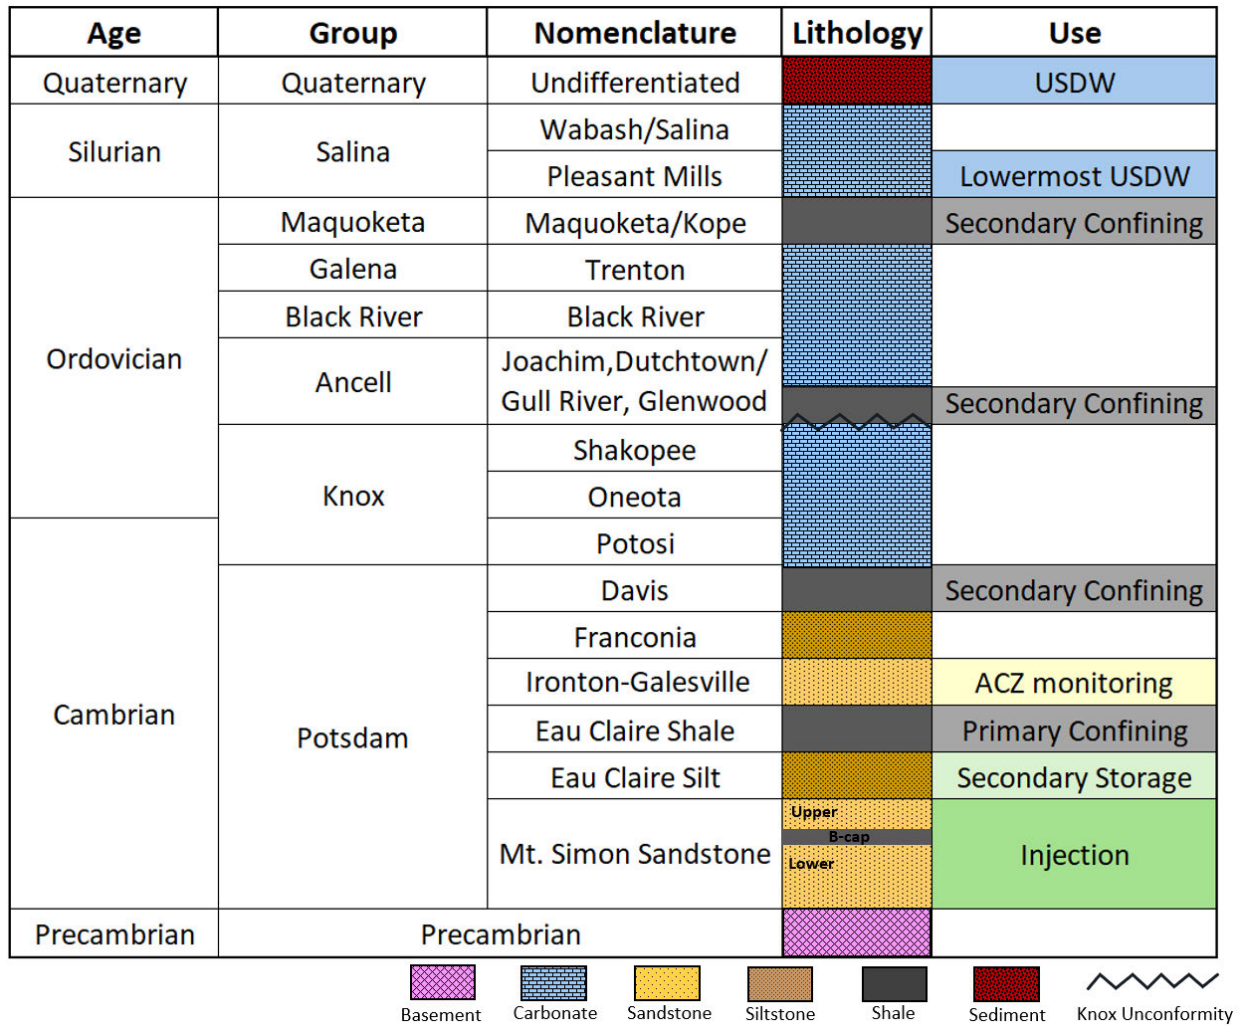 Age Group Nomenclature Lithology Use
Quaternary Quaternary Undifferentiated USDW
Silurian Salina Wabash/Salina
Pleasant Mills Lowermost USDW
Ordovician Maquoketa Maquoketa/Kope Secondary Confining
Galena Trenton
Black River Black River
Ancell Joachim,Dutchtown/
Gull River, Glenwood Secondary Confining
Knox Shakopee
Oneota
Cambrian Potosi
Potsdam Davis Secondary Confining
Franconia
Ironton-Galesville ACZ monitoring
Eau Claire Shale Primary Confining
Eau Claire Silt Secondary Storage
Mt. Simon Sandstone Upper
B-cap
Lower
Injection
Precambrian Precambrian
Basement Carbonate Sandstone Siltstone Shale Sediment Knox Unconformity